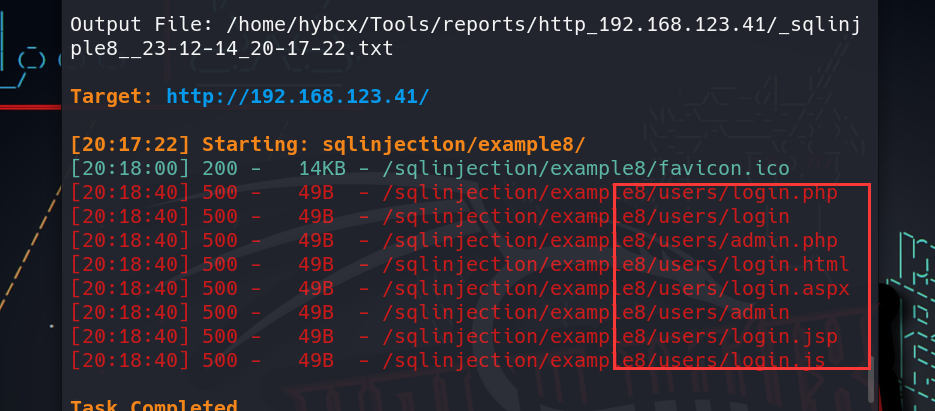 Output File: /home/hybcx/Tools/reports/http_192.168.123.41/_sqlinj
ple8__23-12-14_20-17-22.txt
Target: http://192.168.123.41/
[20:17:22] Starting: sqlinjection/example8/
[20:18:00] 200 -   14KB - /sqlinjection/example8/favicon.ico
[20:18:40] 500 -   49B  - /sqlinjection/example8/users/login.php
[20:18:40] 500 -   49B  - /sqlinjection/example8/users/login
[20:18:40] 500 -   49B  - /sqlinjection/example8/users/admin.php
[20:18:40] 500 -   49B  - /sqlinjection/example8/users/login.html
[20:18:40] 500 -   49B  - /sqlinjection/example8/users/login.aspx
[20:18:40] 500 -   49B  - /sqlinjection/example8/users/admin
[20:18:40] 500 -   49B  - /sqlinjection/example8/users/login.jsp
[20:18:40] 500 -   49B  - /sqlinjection/example8/users/login.js
Task Completed